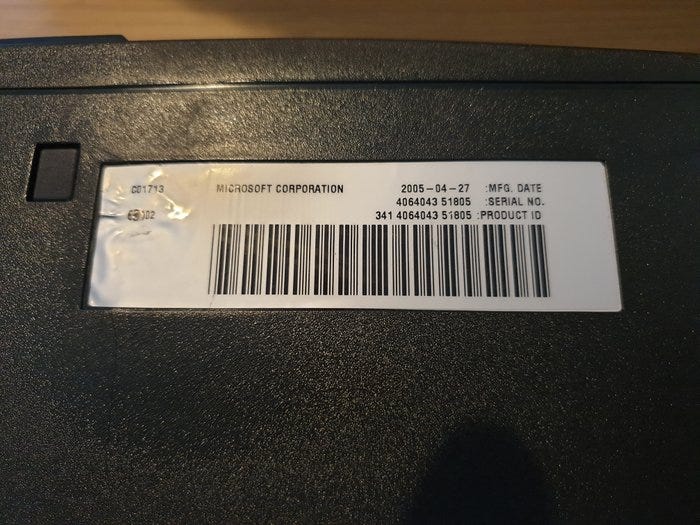 C01713
MICROSOFT CORPORATION
2005-04-27 :MFG. DATE
4064043 51805 :SERIAL NO.
341 4064043 51805 :PRODUCT ID